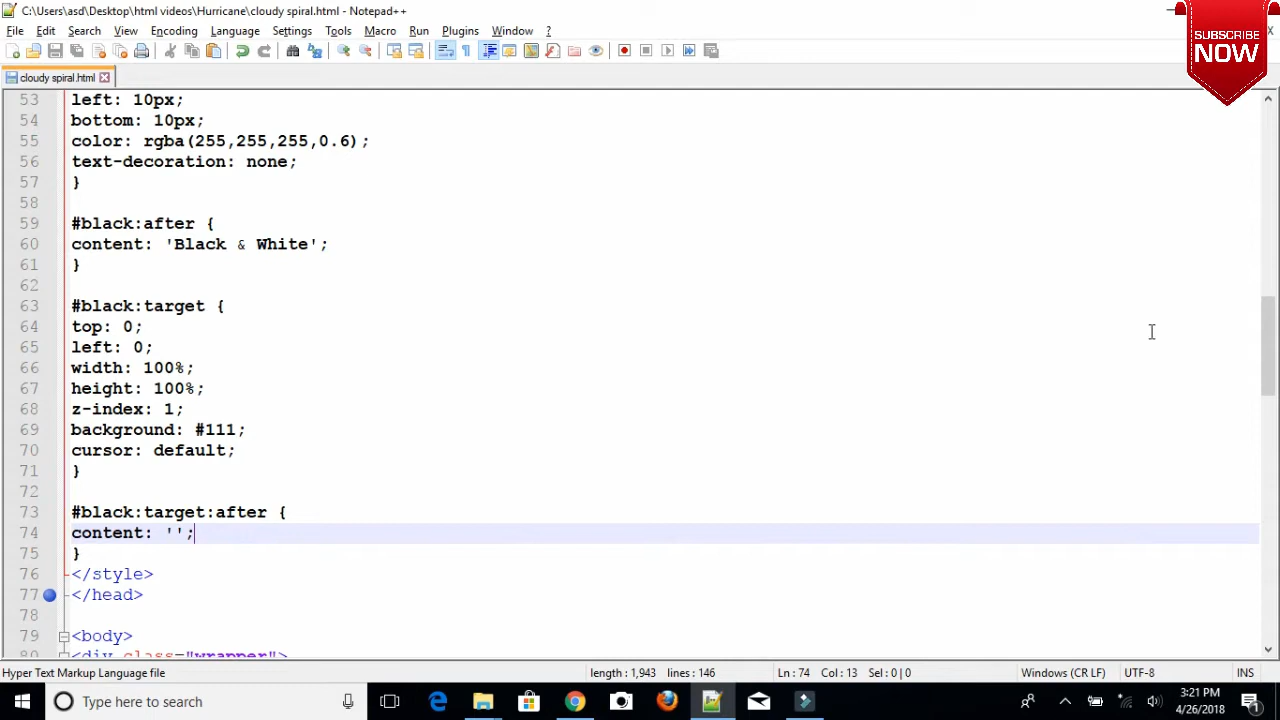 C:\Users\asd\Desktop\html videos\Hurricane\cloudy spiral.html - Notepad++
File Edit Search View Encoding Language Settings Tools Macro Run Plugins Window ?
SUBSCRIBE
NOW
cloudy spiral.html
53 left: 10px;
54 bottom: 10px;
55 color: rgba(255,255,255,0.6);
56 text-decoration: none;
57 }
58
59 #black:after {
60 content: 'Black & White';
61 }
62
63 #black:target {
64 top: 0;
65 left: 0;
66 width: 100%;
67 height: 100%;
68 z-index: 1;
69 background: #111;
70 cursor: default;
71 }
72
73 #black:target:after {
74 content: '';
75 }
76 </style>
77 </head>
78
79 <body>
80 <div class="wrapper">
Hyper Text Markup Language file length : 1,943 lines : 146 Ln : 74 Col : 13 Sel : 0 | 0 Windows (CR LF) UTF-8 INS
Type here to search
3:21 PM
4/26/2018
1